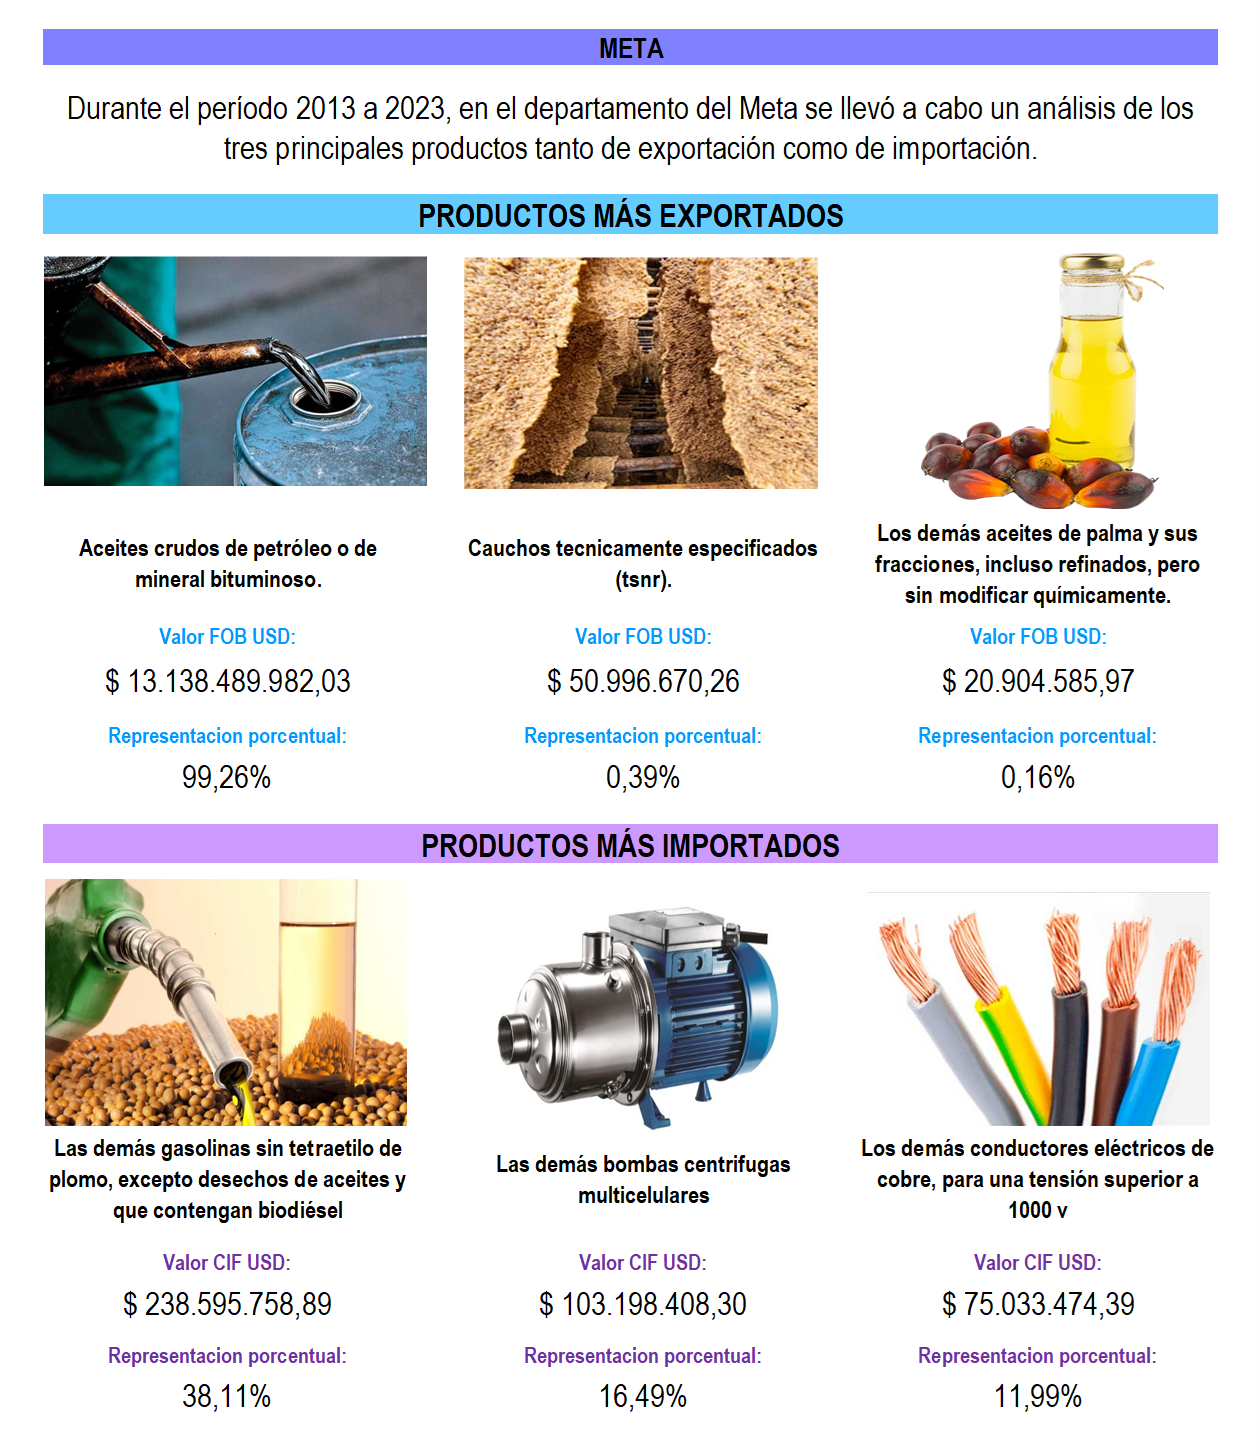 META
Durante el período 2013 a 2023, en el departamento del Meta se llevó a cabo un análisis de los
tres principales productos tanto de exportación como de importación.
PRODUCTOS MÁS EXPORTADOS
Aceites crudos de petróleo o de
mineral bituminoso.
Valor FOB USD:
$ 13.138.489.982,03
Representacion porcentual:
99,26%
Cauchos tecnicamente especificados
(tsnr).
Valor FOB USD:
$ 50.996.670,26
Representacion porcentual:
0,39%
Los demás aceites de palma y sus
fracciones, incluso refinados, pero
sin modificar químicamente.
Valor FOB USD:
$ 20.904.585,97
Representacion porcentual:
0,16%
PRODUCTOS MÁS IMPORTADOS
Las demás gasolinas sin tetraetilo de
plomo, excepto desechos de aceites y
que contengan biodiésel
Valor CIF USD:
$ 238.595.758,89
Representacion porcentual:
38,11%
Las demás bombas centrifugas
multicelulares
Valor CIF USD:
$ 103.198.408,30
Representacion porcentual:
16,49%
Los demás conductores eléctricos de
cobre, para una tensión superior a
1000 v
Valor CIF USD:
$ 75.033.474,39
Representacion porcentual:
11,99%